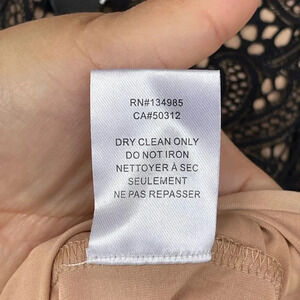 RN#134985
CA#50312
DRY CLEAN ONLY
DO NOT IRON
NETTOYER À SEC
SEULEMENT
NE PAS REPASSER